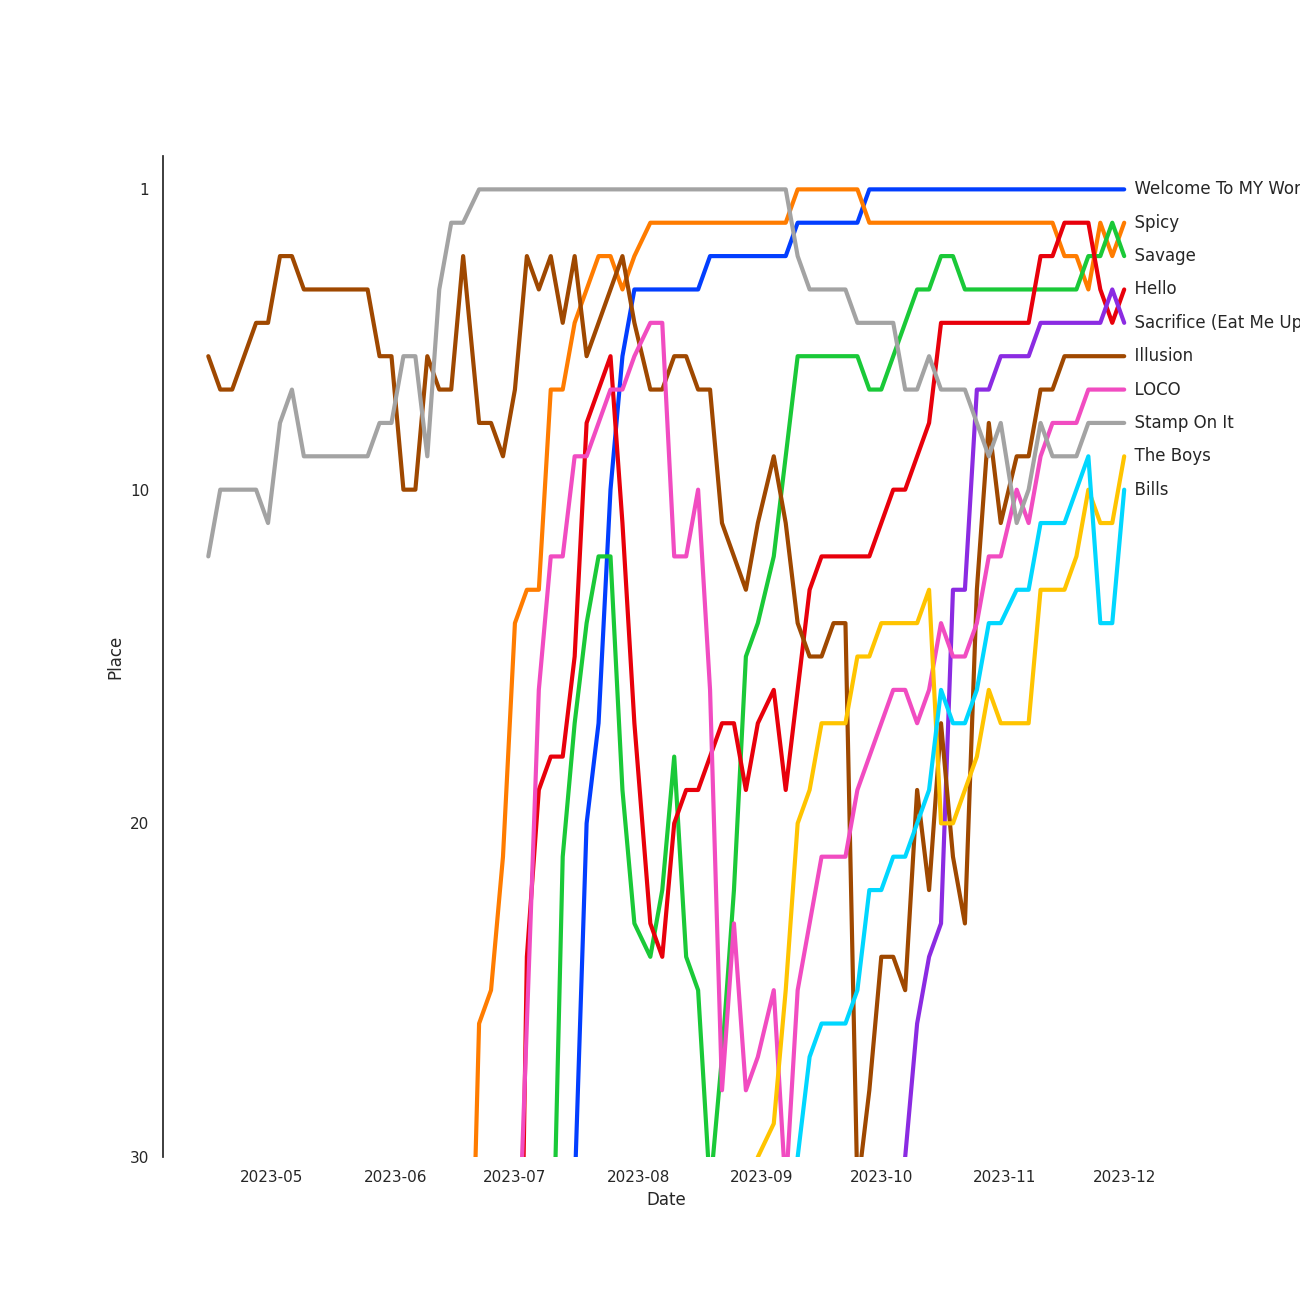 1
10
20
30
Place
2023-05
2023-06
2023-07
2023-08
2023-09
2023-10
2023-11
2023-12
Date
Welcome To MY Wor
Spicy
Savage
Hello
Sacrifice (Eat Me Up
Illusion
LOCO
Stamp On It
The Boys
Bills